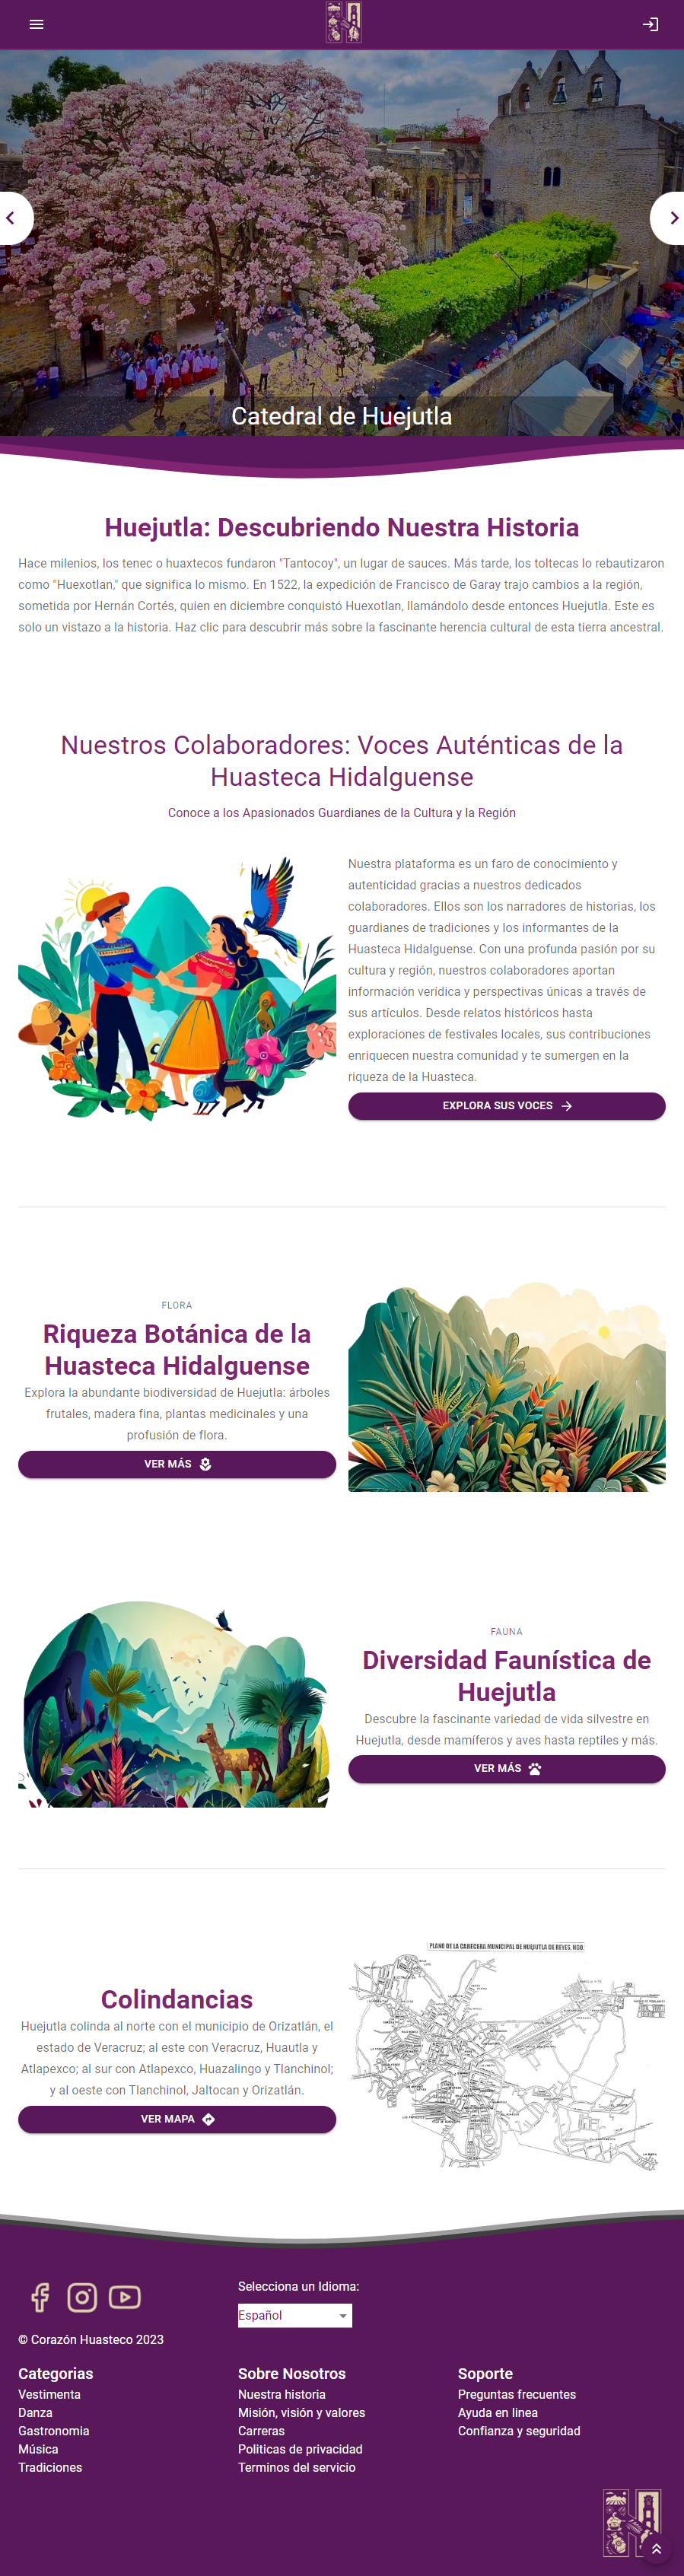 Catedral de Huejutla
Huejutla: Descubriendo Nuestra Historia
Hace milenios, los tenec o huaxtecos fundaron "Tantocoy", un lugar de sauces. Más tarde, los toltecas lo rebautizaron
como "Huexotlan," que significa lo mismo. En 1522, la expedición de Francisco de Garay trajo cambios a la región,
sometida por Hernán Cortés, quien en diciembre conquistó Huexotlan, llamándolo desde entonces Huejutla. Este es
solo un vistazo a la historia. Haz clic para descubrir más sobre la fascinante herencia cultural de esta tierra ancestral.
Nuestros Colaboradores: Voces Auténticas de la
Huasteca Hidalguense
Conoce a los Apasionados Guardianes de la Cultura y la Región
Nuestra plataforma es un faro de conocimiento y
autenticidad gracias a nuestros dedicados
colaboradores. Ellos son los narradores de historias, los
guardianes de tradiciones y los informantes de la
Huasteca Hidalguense. Con una profunda pasión por su
cultura y región, nuestros colaboradores aportan
información verídica y perspectivas únicas a través de
sus artículos. Desde relatos históricos hasta
exploraciones de festivales locales, sus contribuciones
enriquecen nuestra comunidad y te sumergen en la
riqueza de la Huasteca.
EXPLORA SUS VOCES
FLORA
Riqueza Botánica de la
Huasteca Hidalguense
Explora la abundante biodiversidad de Huejutla: árboles
frutales, madera fina, plantas medicinales y una
profusión de flora.
VER MÁS
FAUNA
Diversidad Faunística de
Huejutla
Descubre la fascinante variedad de vida silvestre en
Huejutla, desde mamíferos y aves hasta reptiles y más.
VER MÁS
PLANO DE LA CABECERA MUNICIPAL DE HUEJUTLA DE REYES, HGO.
Colindancias
Huejutla colinda al norte con el municipio de Orizatlán, el
estado de Veracruz; al este con Veracruz, Huautla y
Atlapexco; al sur con Atlapexco, Huazalingo y Tlanchinol;
y al oeste con Tlanchinol, Jaltocan y Orizatlán.
VER MAPA
Selecciona un Idioma:
Español
© Corazón Huasteco 2023
Categorias
Vestimenta
Danza
Gastronomia
Música
Tradiciones
Sobre Nosotros
Nuestra historia
Misión, visión y valores
Carreras
Politicas de privacidad
Terminos del servicio
Soporte
Preguntas frecuentes
Ayuda en linea
Confianza y seguridad